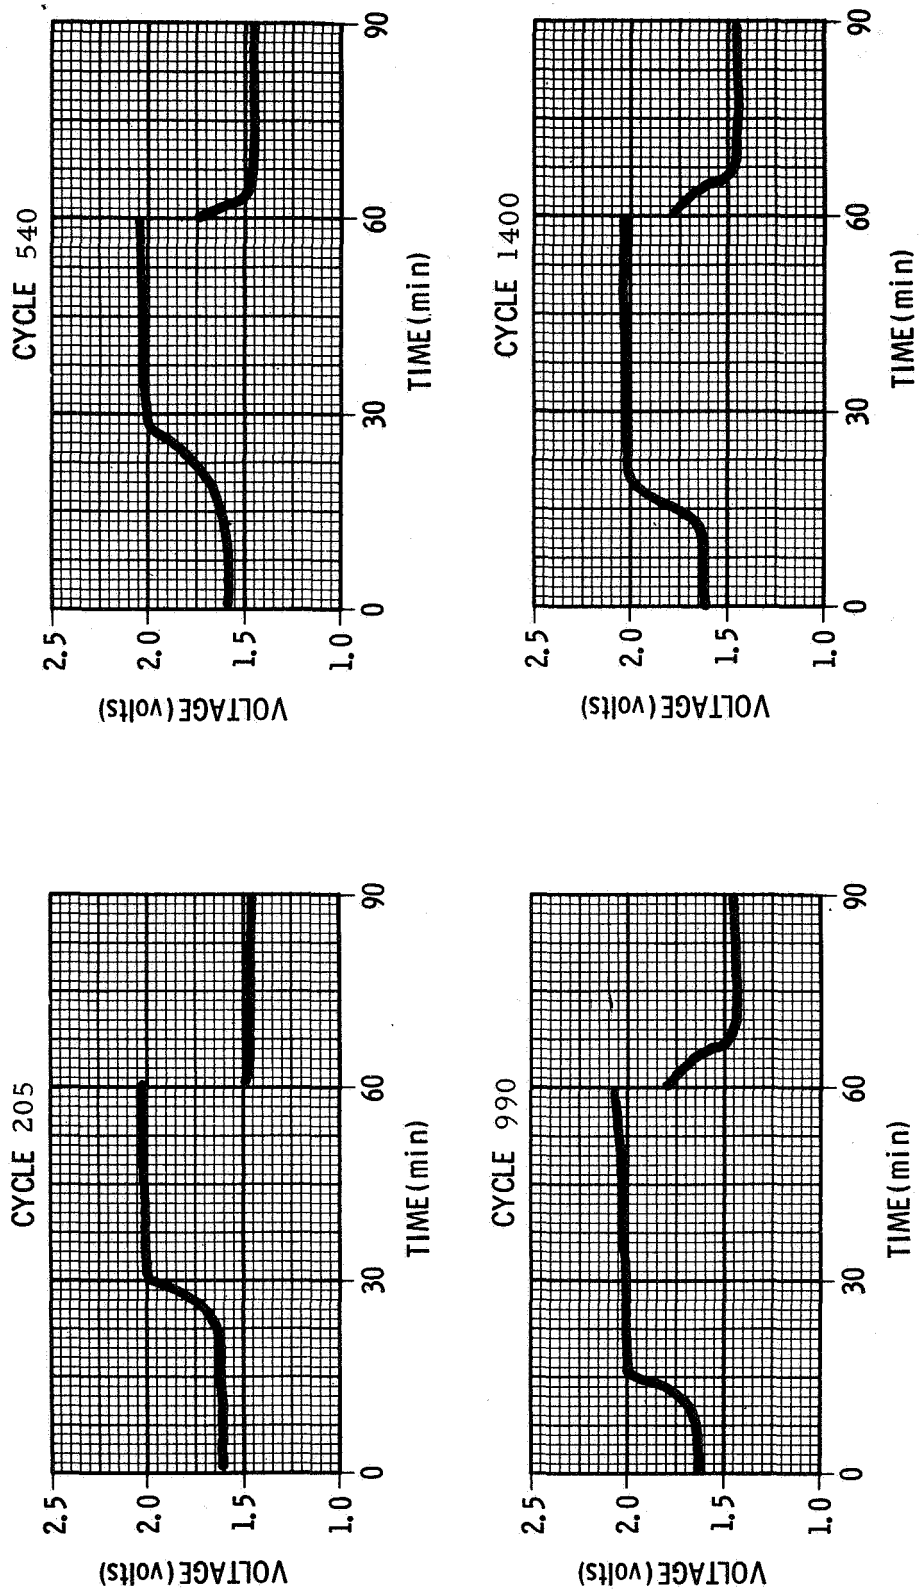 CYCLE 205
VOLTAGE (volts)
2.5
2.0
1.5
1.0
0
30
60
90
TIME (min)
CYCLE 540
VOLTAGE (volts)
2.5
2.0
1.5
1.0
0
30
60
90
TIME (min)
CYCLE 990
VOLTAGE (volts)
2.5
2.0
1.5
1.0
0
30
60
90
TIME (min)
CYCLE 1400
VOLTAGE (volts)
2.5
2.0
1.5
1.0
0
30
60
90
TIME (min)